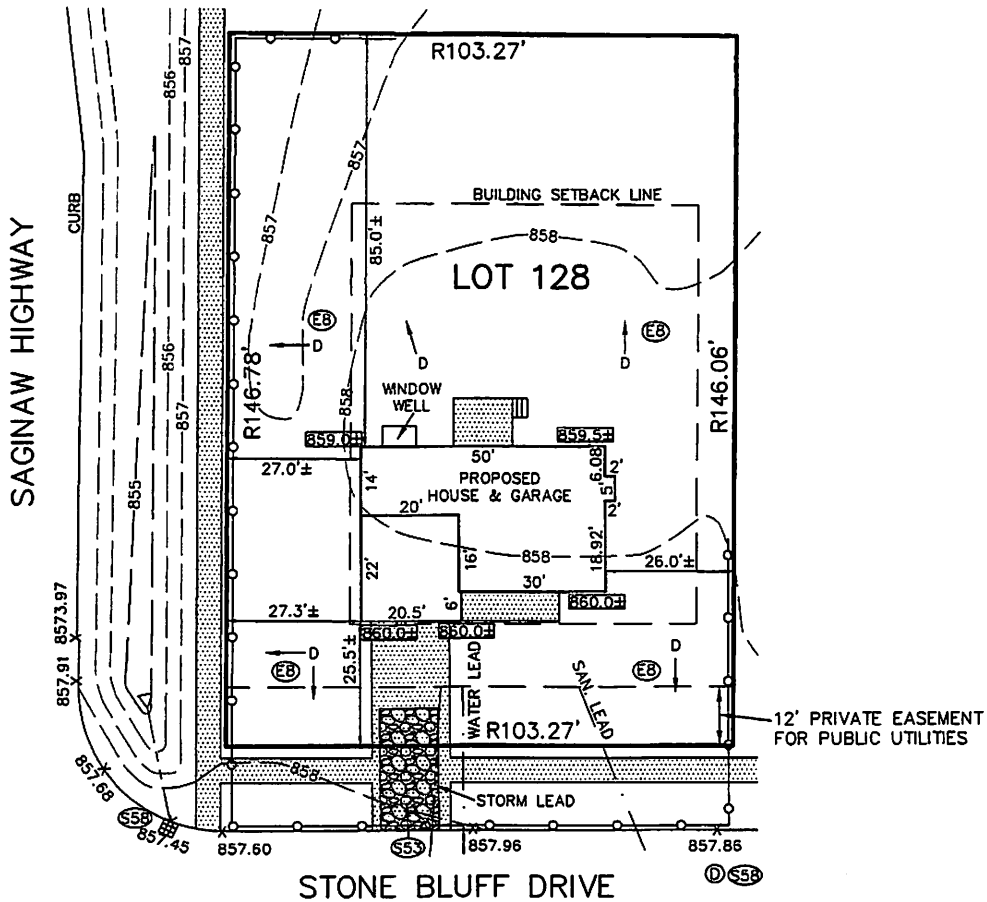 857
856
R103.27'
857
CURB
BUILDING SETBACK LINE
857
85.0'±
858
LOT 128
SAGINAW HIGHWAY
E8
E8
D
D
D
R146.78'
R146.06'
856
WINDOW
WELL
858
857
859.0±
859.5±
50'
6.08
2'
27.0'±
14'
PROPOSED
HOUSE & GARAGE
5'
855
20'
2'
16'
18.92'
858
22'
26.0'±
30'
27.3'±
20.5'
6'
860.0±
8573.97
860.0±
860.0±
D
D
E8
E8
25.5'±
857.91
WATER LEAD
SAN. LEAD
R103.27'
12' PRIVATE EASEMENT
FOR PUBLIC UTILITIES
858
857.68
STORM LEAD
S58
857.45
857.60
S53
857.96
857.86
D S58
STONE BLUFF DRIVE